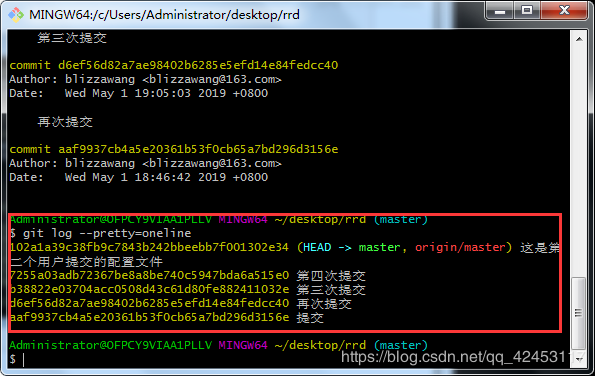 MINGW64:/c/Users/Administrator/desktop/rrd
第三次提交
commit d6ef56d82a7ae98402b6285e5efd14e84fedcc40
Author: blizzawang <blizzawang@163.com>
Date: Wed May 1 19:05:03 2019 +0800
再次提交
commit aaf9937cb4a5e20361b53f0cb65a7bd296d3156e
Author: blizzawang <blizzawang@163.com>
Date: Wed May 1 18:46:42 2019 +0800
Administrator@OFPCY9VIAA1PLLV MINGW64 ~/desktop/rrd (master)
$ git log --pretty=oneline
102a1a39c38fb9c7843b242bbeebb7f001302e34 (HEAD -> master, origin/master) 这是第
二个用户提交的配置文件
7255a03adb72367be8a8be740c5947bda6a515e0 第四次提交
b38822e03704acc0508d43c61d80fe882411032e 第三次提交
d6ef56d82a7ae98402b6285e5efd14e84fedcc40 再次提交
aaf9937cb4a5e20361b53f0cb65a7bd296d3156e 提交
Administrator@OFPCY9VIAA1PLLV MINGW64 ~/desktop/rrd (master)
$